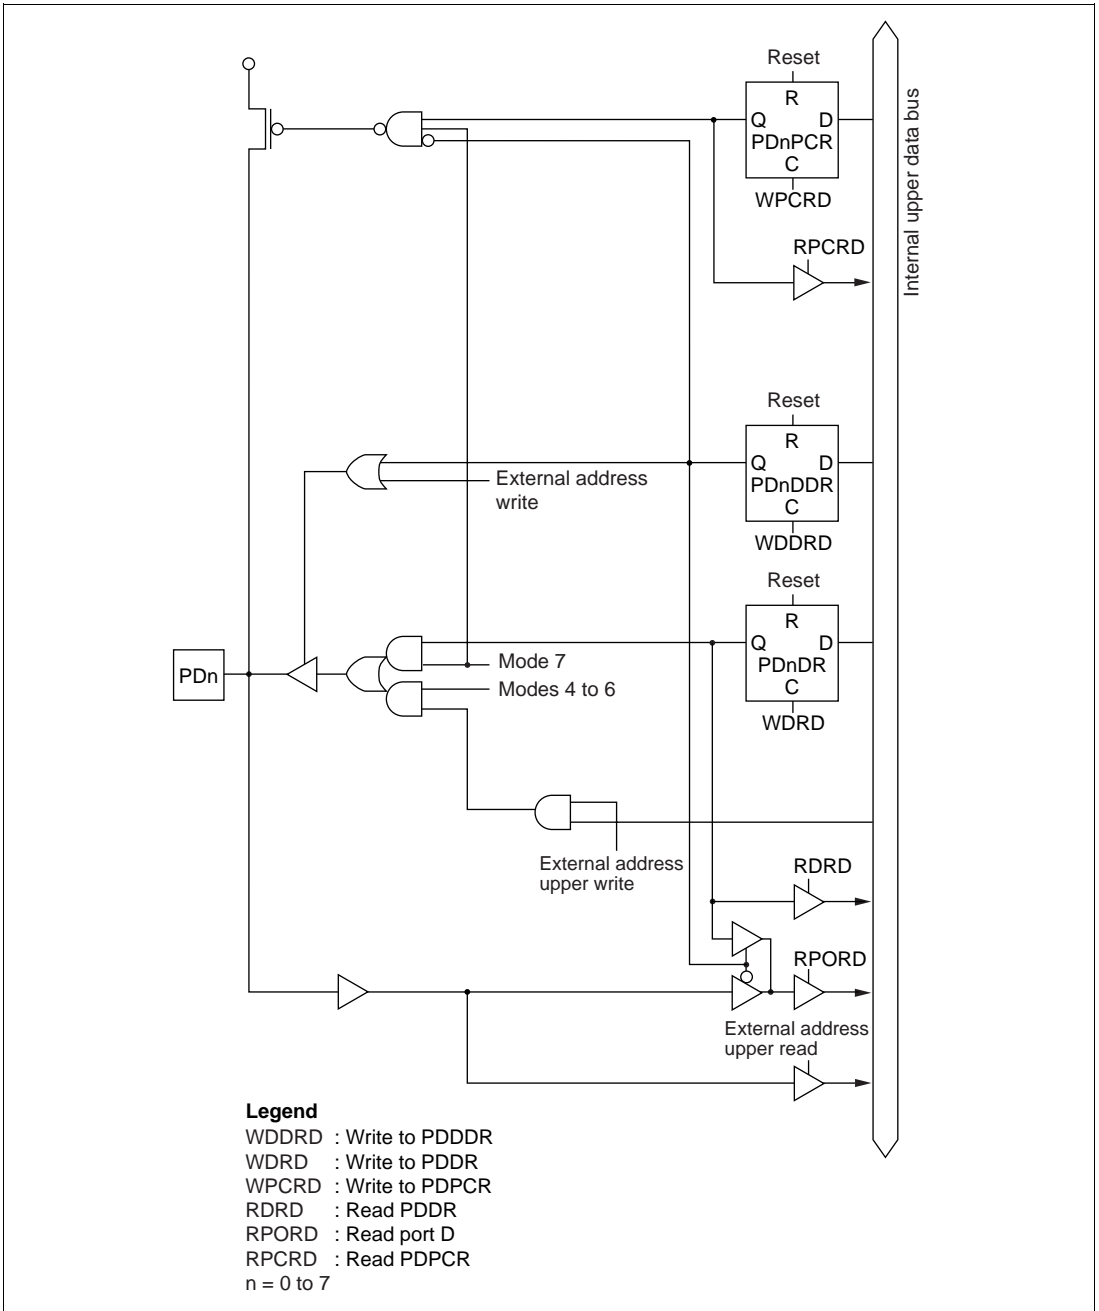 Reset
R
Q D
PDnPCR
C
WPCRD
Internal upper data bus
RPCRD
Reset
R
Q D
PDnDDR
C
WDDRD
External address
write
Reset
R
Q D
PDnDR
C
WDRD
PDn
Mode 7
Modes 4 to 6
External address
upper write
RDRD
RPORD
External address
upper read
Legend
WDDRD : Write to PDDDR
WDRD : Write to PDDR
WPCRD : Write to PDPCR
RDRD : Read PDDR
RPORD : Read port D
RPCRD : Read PDPCR
n = 0 to 7